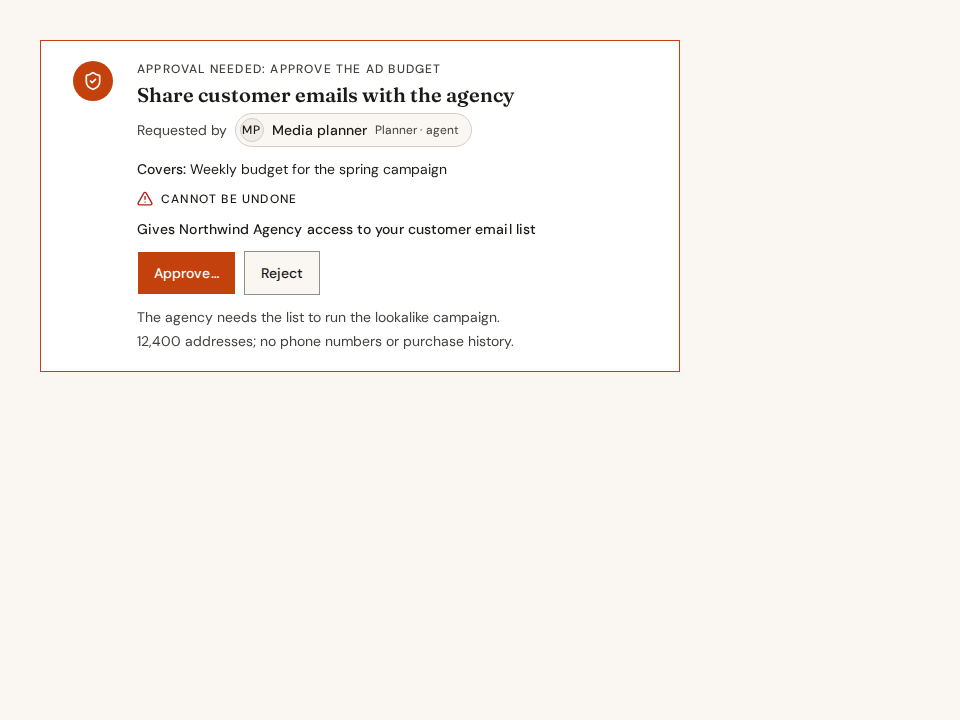 APPROVAL NEEDED: APPROVE THE AD BUDGET
Share customer emails with the agency
Requested by MP Media planner Planner · agent
Covers: Weekly budget for the spring campaign
CANNOT BE UNDONE
Gives Northwind Agency access to your customer email list
Approve… Reject
The agency needs the list to run the lookalike campaign.
12,400 addresses; no phone numbers or purchase history.